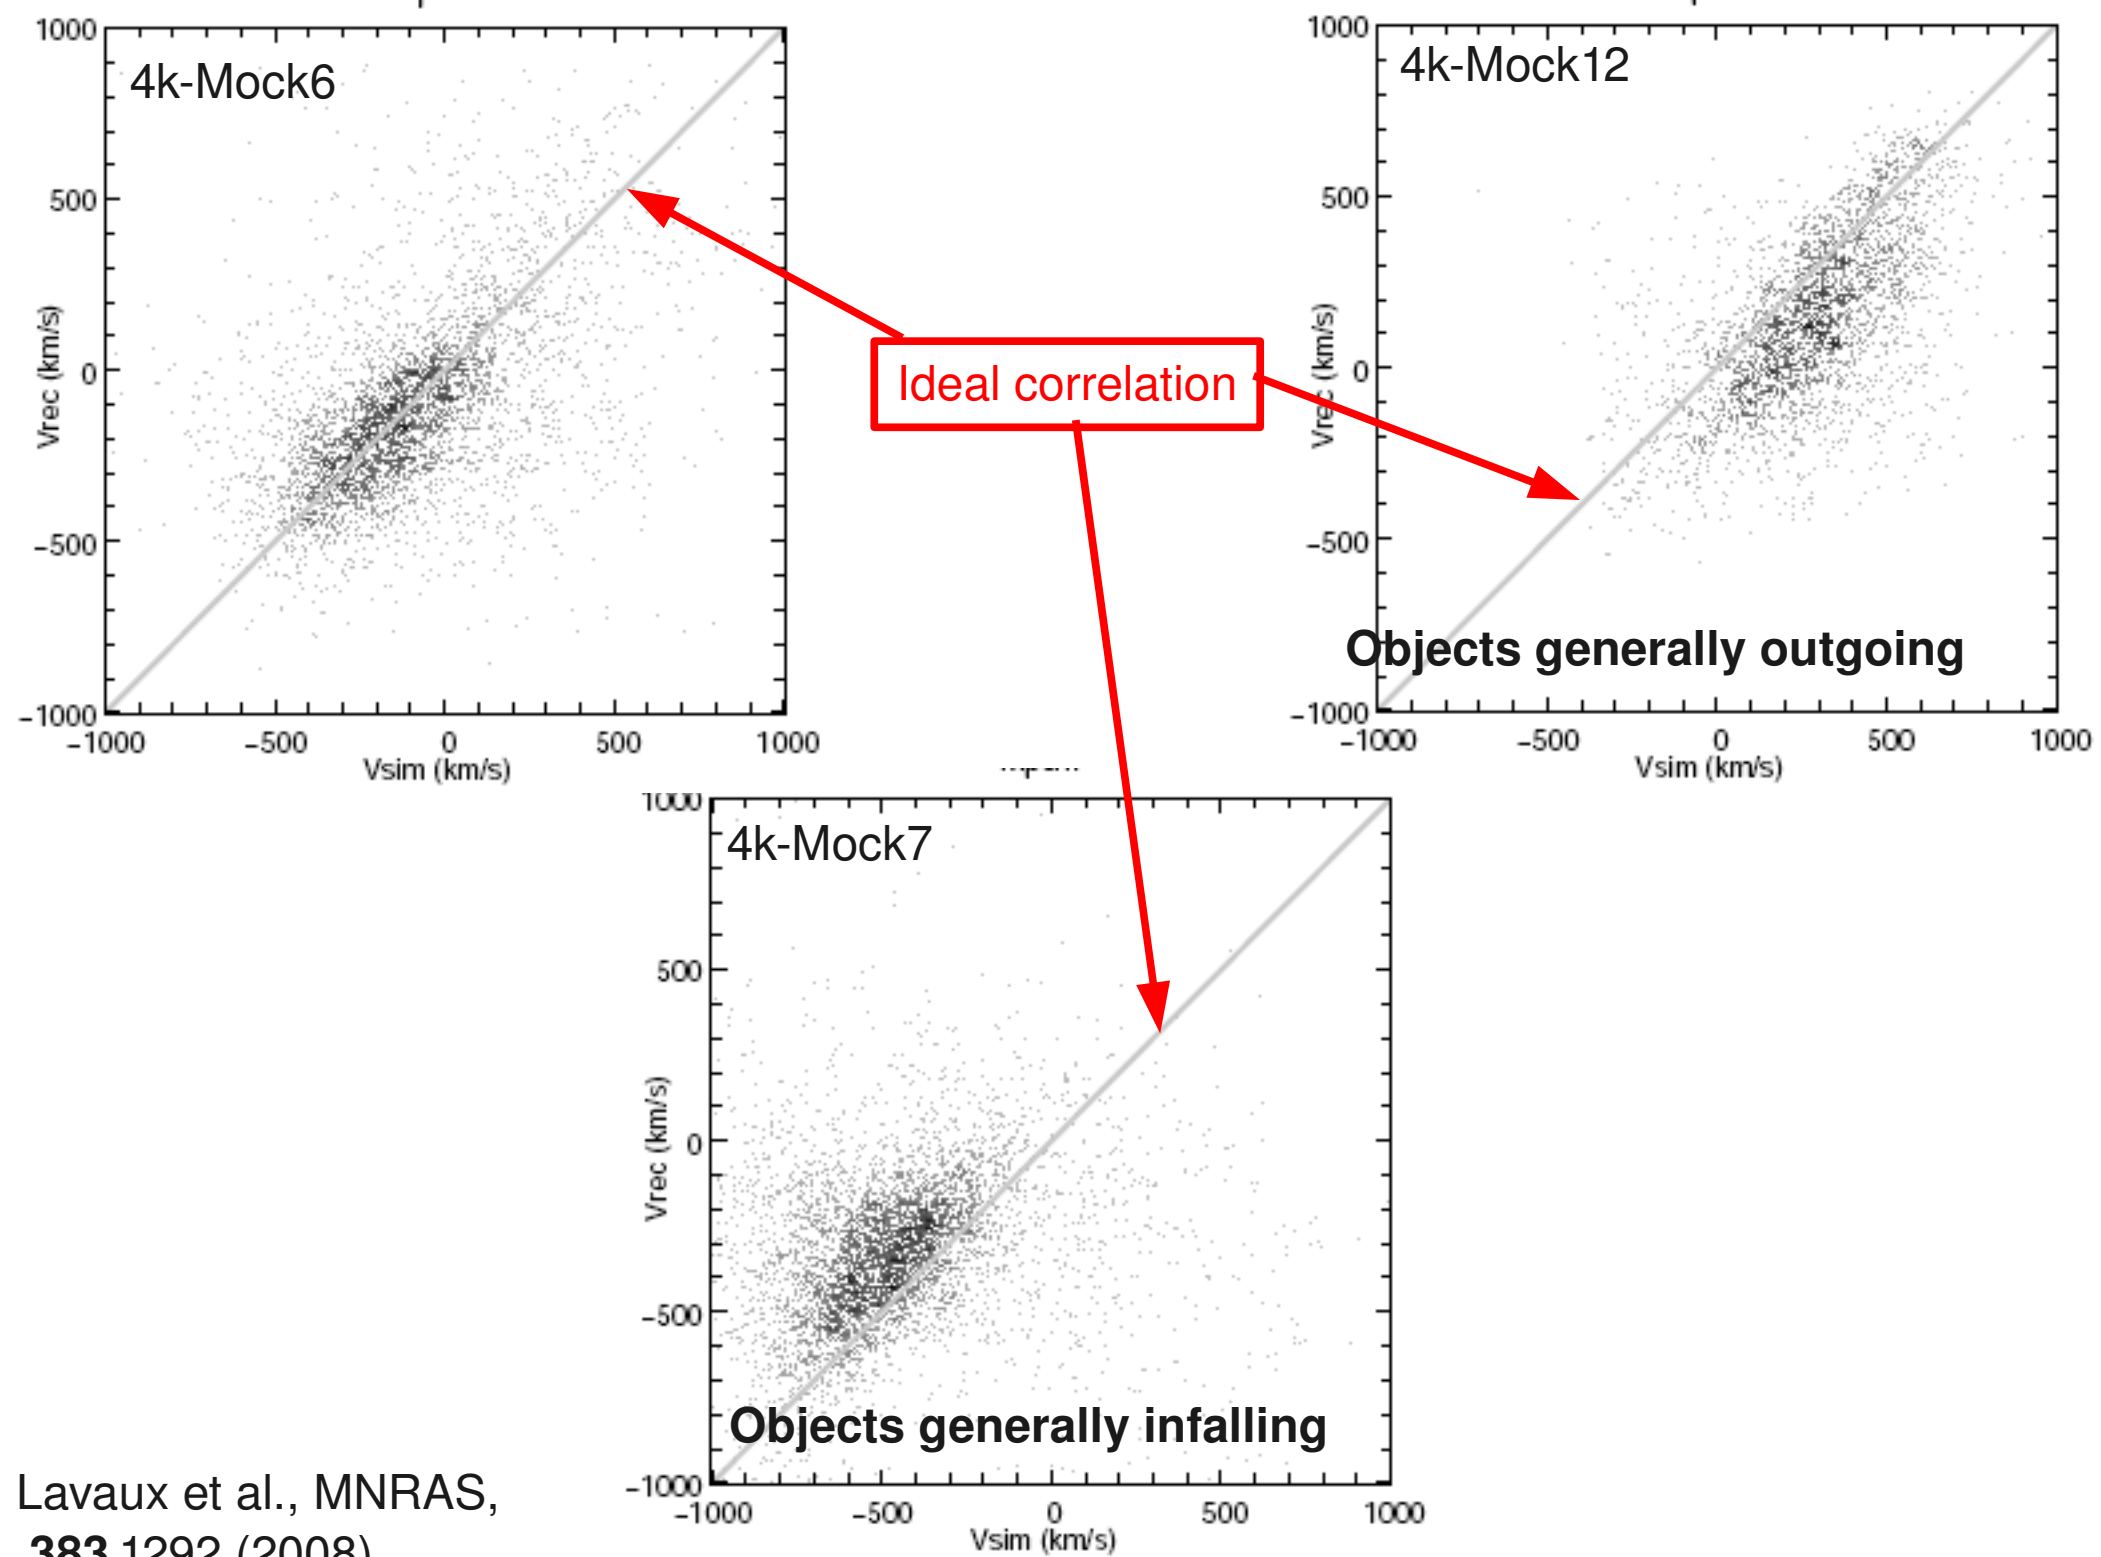 4k-Mock6
1000
500
0
−500
−1000
Vrec (km/s)
−1000 −500 0 500 1000
Vsim (km/s)
Ideal correlation
4k-Mock12
1000
500
0
−500
−1000
Vrec (km/s)
Objects generally outgoing
−1000 −500 0 500 1000
Vsim (km/s)
4k-Mock7
1000
500
0
−500
−1000
Vrec (km/s)
Objects generally infalling
−1000 −500 0 500 1000
Vsim (km/s)
Lavaux et al., MNRAS,
383 1292 (2008)